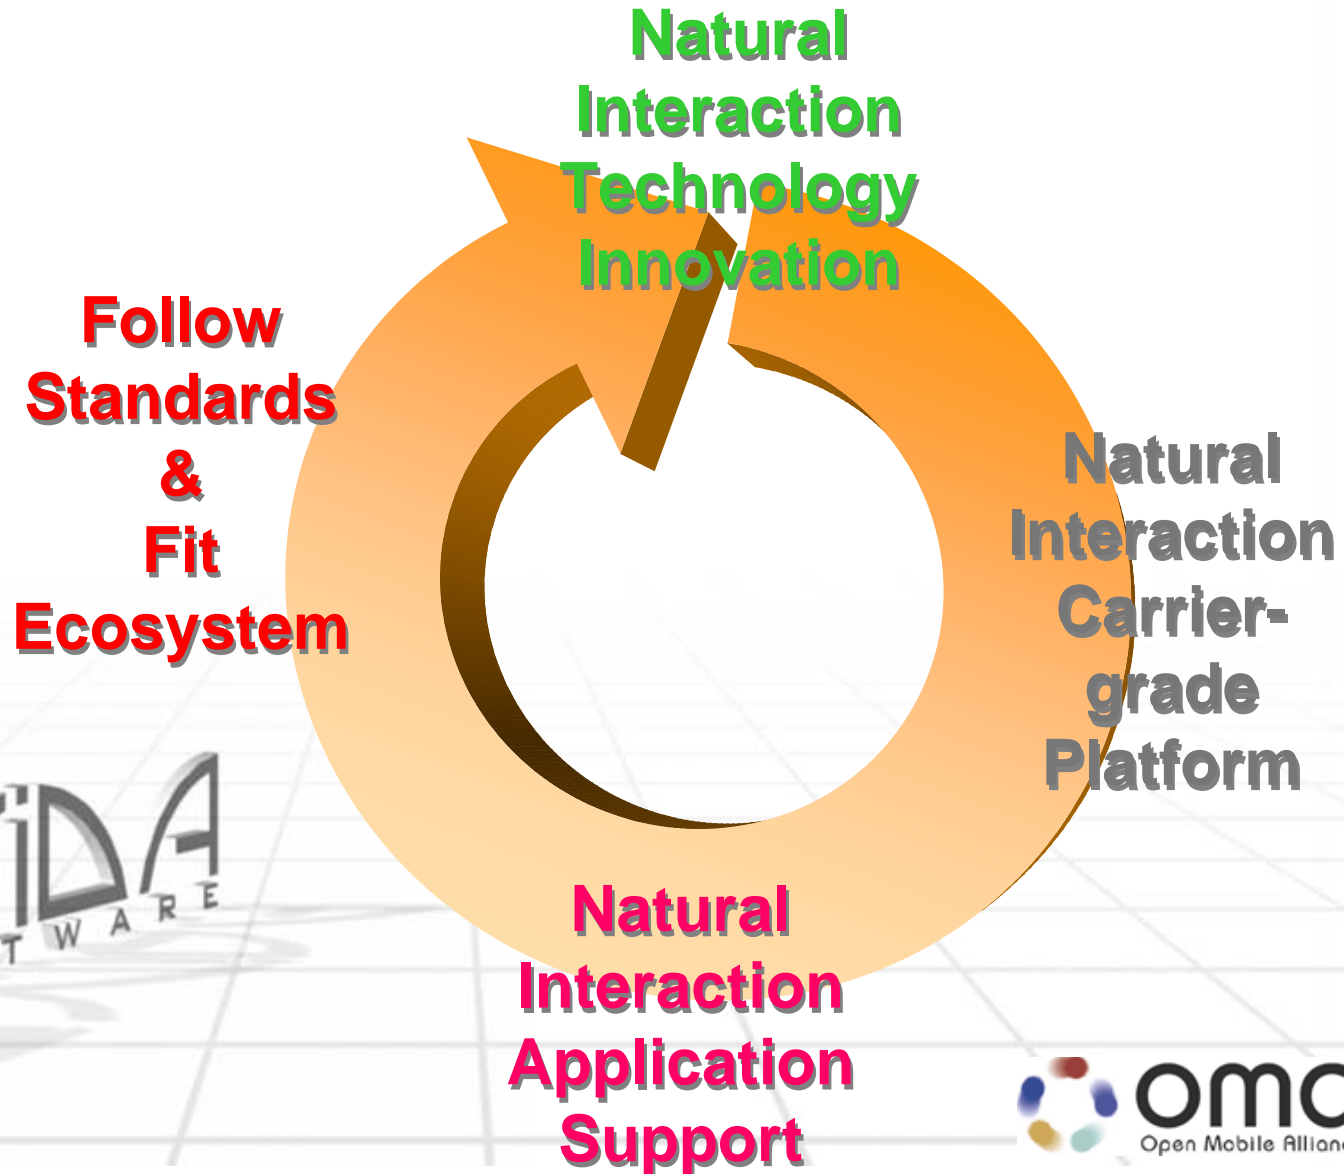 Natural
Interaction
Technology
Innovation
Follow
Standards
&
Fit
Ecosystem
Natural
Interaction
Carrier-
grade
Platform
Natural
Interaction
Application
Support
Open Mobile